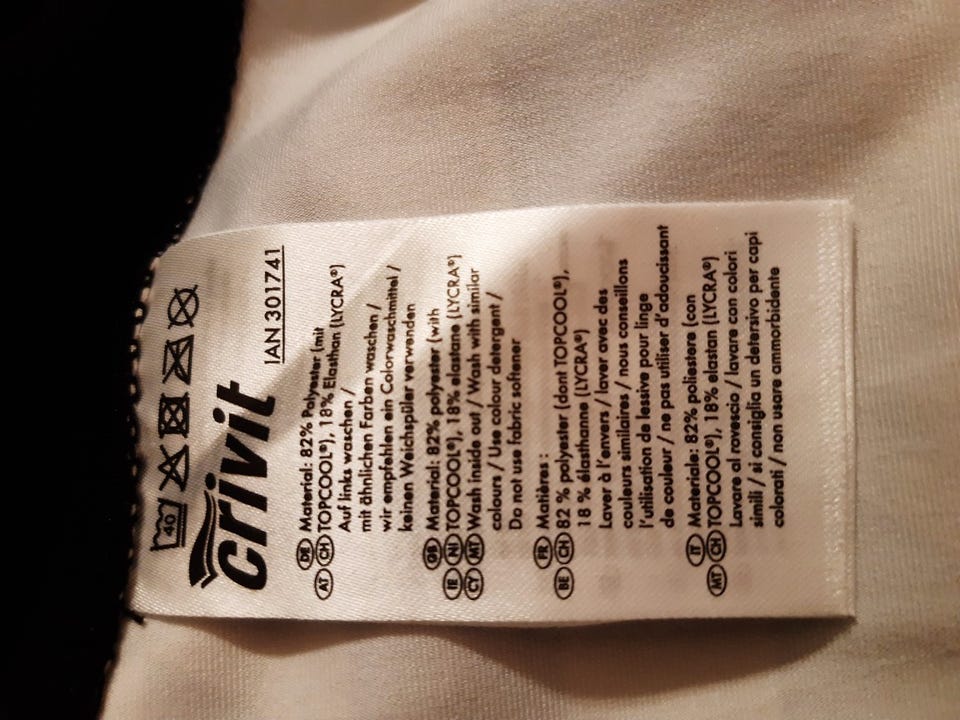 40
crivit
IAN 301741
DE Material: 82% Polyester (mit
AT CH TOPCOOL®), 18% Elasthan (LYCRA®)
Auf links waschen /
mit ähnlichen Farben waschen /
wir empfehlen ein Colorwaschmittel /
keinen Weichspüler verwenden
GB Material: 82% polyester (with
IE NI TOPCOOL®), 18% elastane (LYCRA®)
CY MT Wash inside out / Wash with similar
colours / Use colour detergent /
Do not use fabric softener
FR Matières :
BE CH 82 % polyester (dont TOPCOOL®),
18 % élasthanne (LYCRA®)
Laver à l'envers / laver avec des
couleurs similaires / nous conseillons
l'utilisation de lessive pour linge
de couleur / ne pas utiliser d'adoucissant
IT Materiale: 82% poliestere (con
MT CH TOPCOOL®), 18% elastan (LYCRA®)
Lavare al rovescio / lavare con colori
simili / si consiglia un detersivo per capi
colorati / non usare ammorbidente